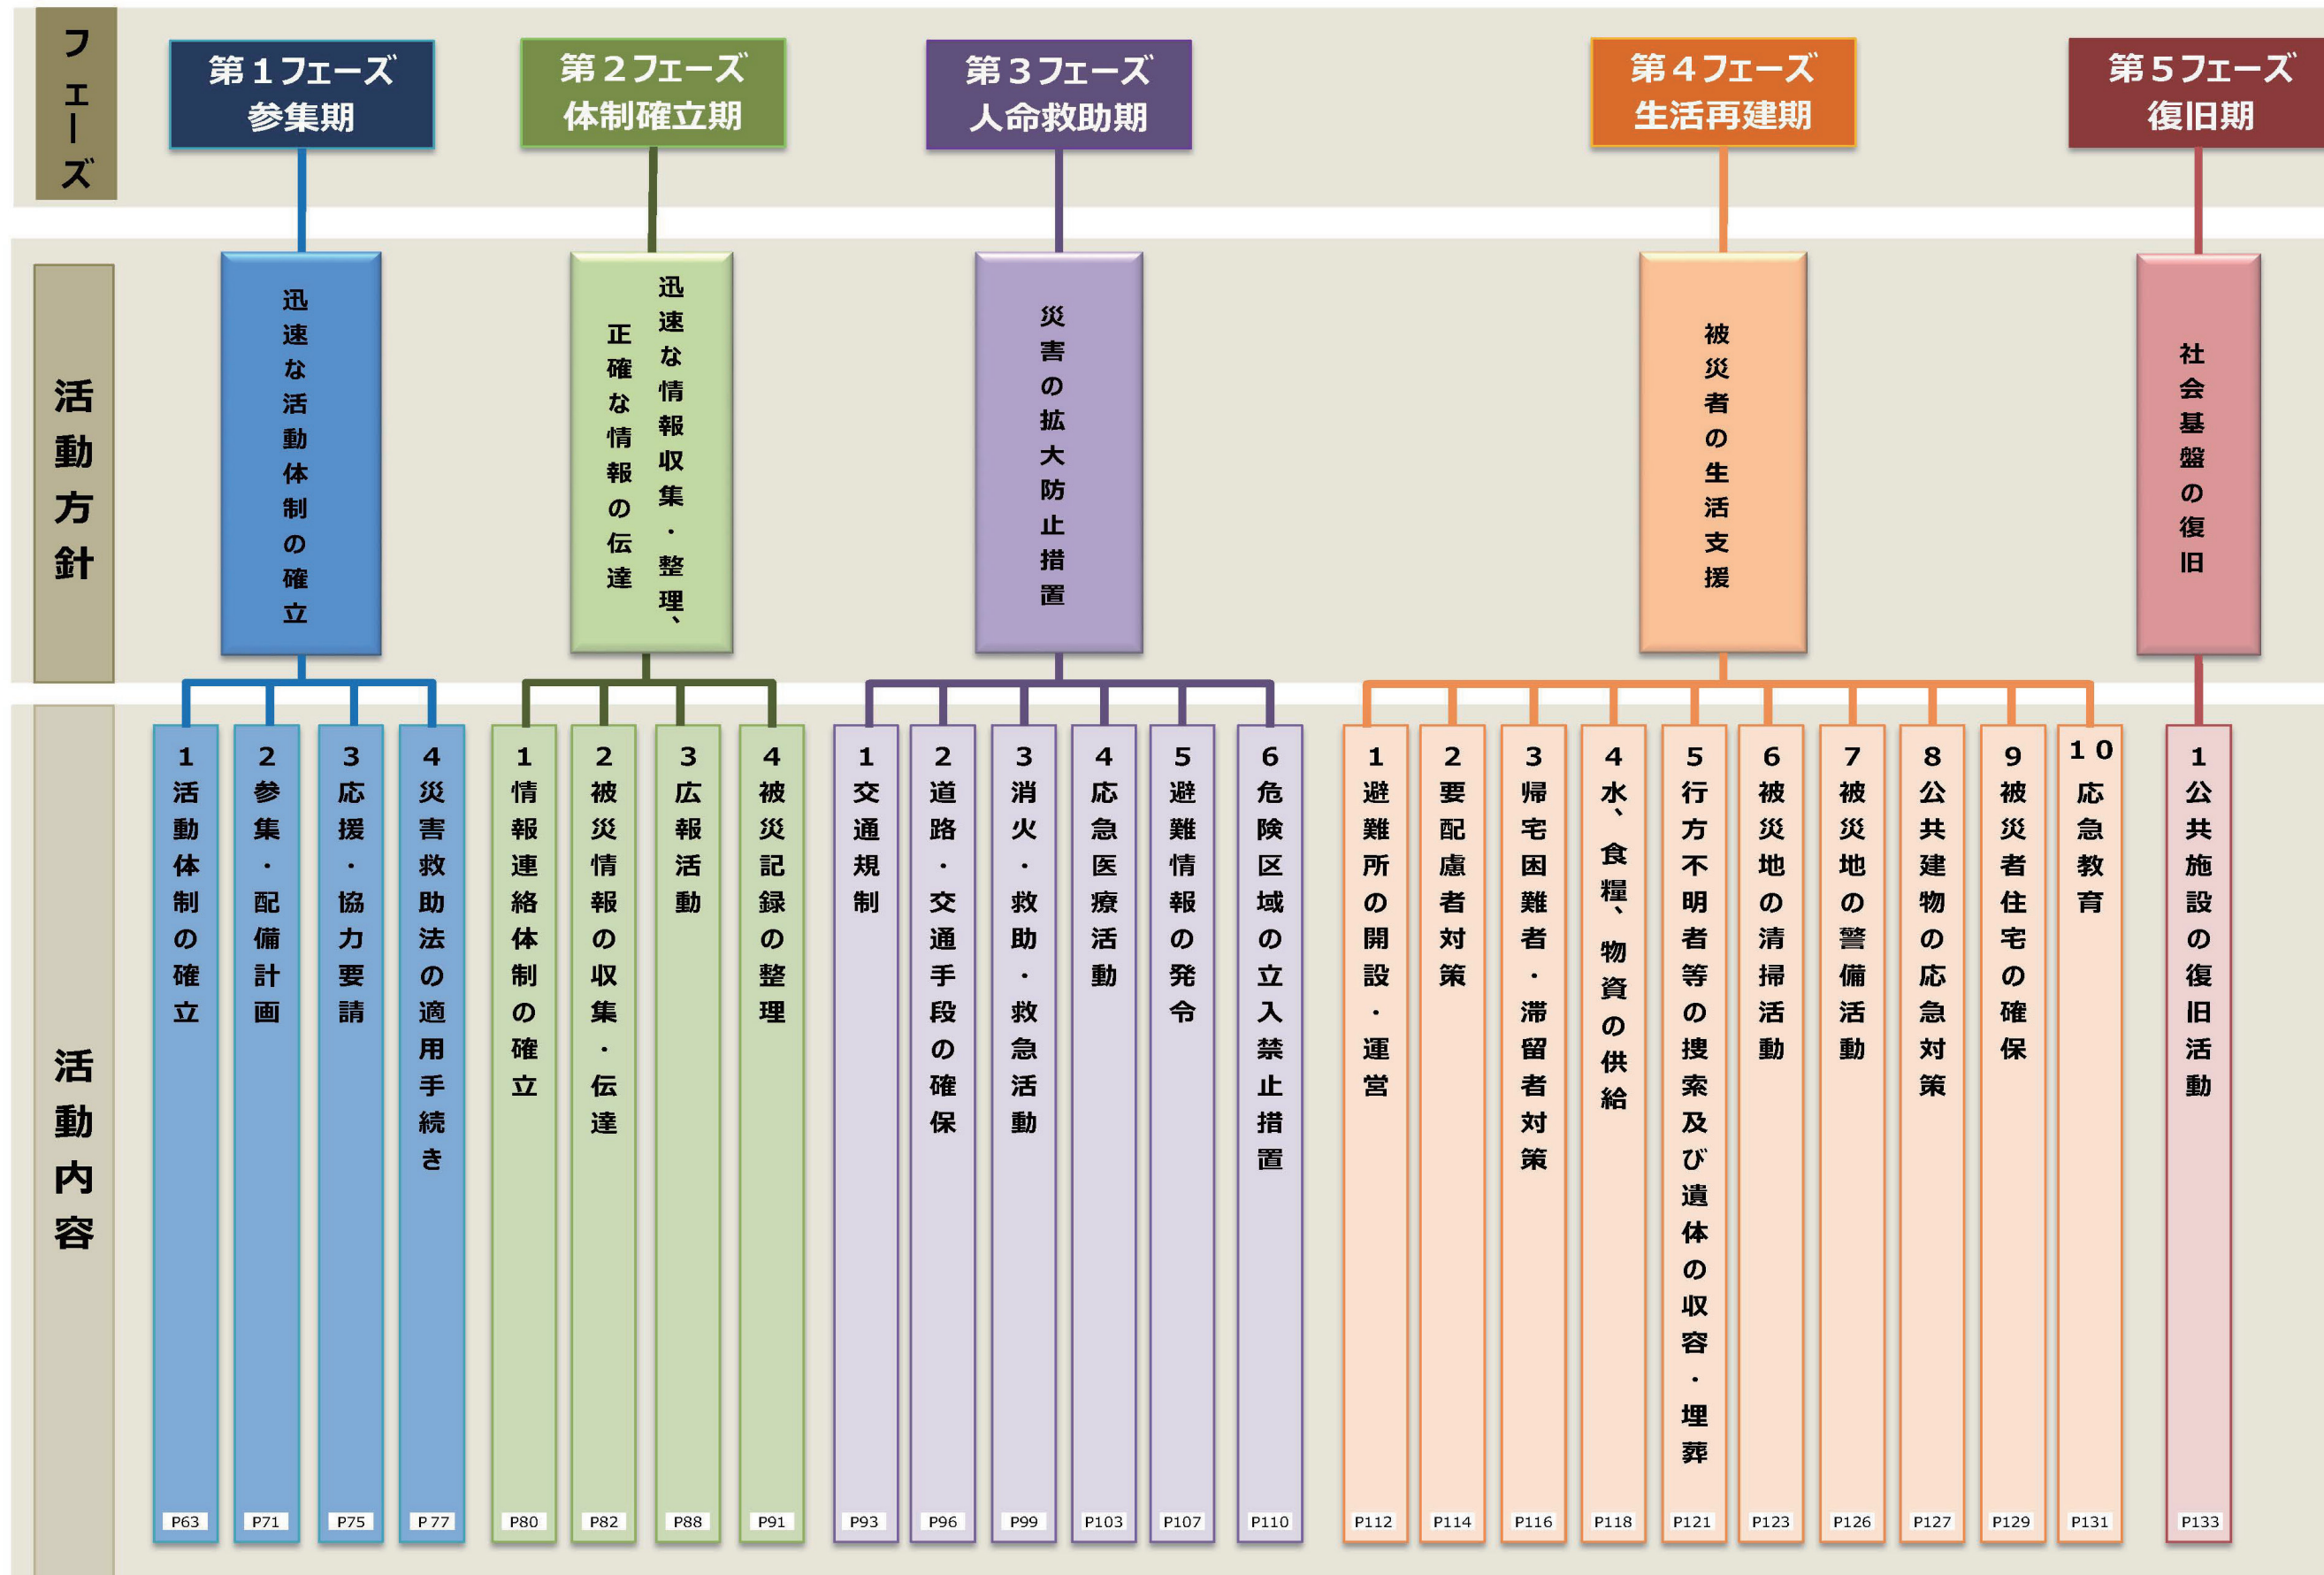 フェーズ
第１フェーズ
参集期
第２フェーズ
体制確立期
第３フェーズ
人命救助期
第４フェーズ
生活再建期
第５フェーズ
復旧期
活動方針
迅速な活動体制の確立
迅速な情報収集・整理、
正確な情報の伝達
災害の拡大防止措置
被災者の生活支援
社会基盤の復旧
活動内容
１活動体制の確立
P63
２参集・配備計画
P71
３応援・協力要請
P75
４災害救助法の適用手続き
P77
１情報連絡体制の確立
P80
２被災情報の収集・伝達
P82
３広報活動
P88
４被災記録の整理
P91
１交通規制
P93
２道路・交通手段の確保
P96
３消火・救助・救急活動
P99
４応急医療活動
P103
５避難情報の発令
P107
６危険区域の立入禁止措置
P110
１避難所の開設・運営
P112
２要配慮者対策
P114
３帰宅困難者・滞留者対策
P116
４水、食糧、物資の供給
P118
５行方不明者等の捜索及び遺体の収容・埋葬
P121
６被災地の清掃活動
P123
７被災地の警備活動
P126
８公共建物の応急対策
P127
９被災者住宅の確保
P129
１０応急教育
P131
１公共施設の復旧活動
P133